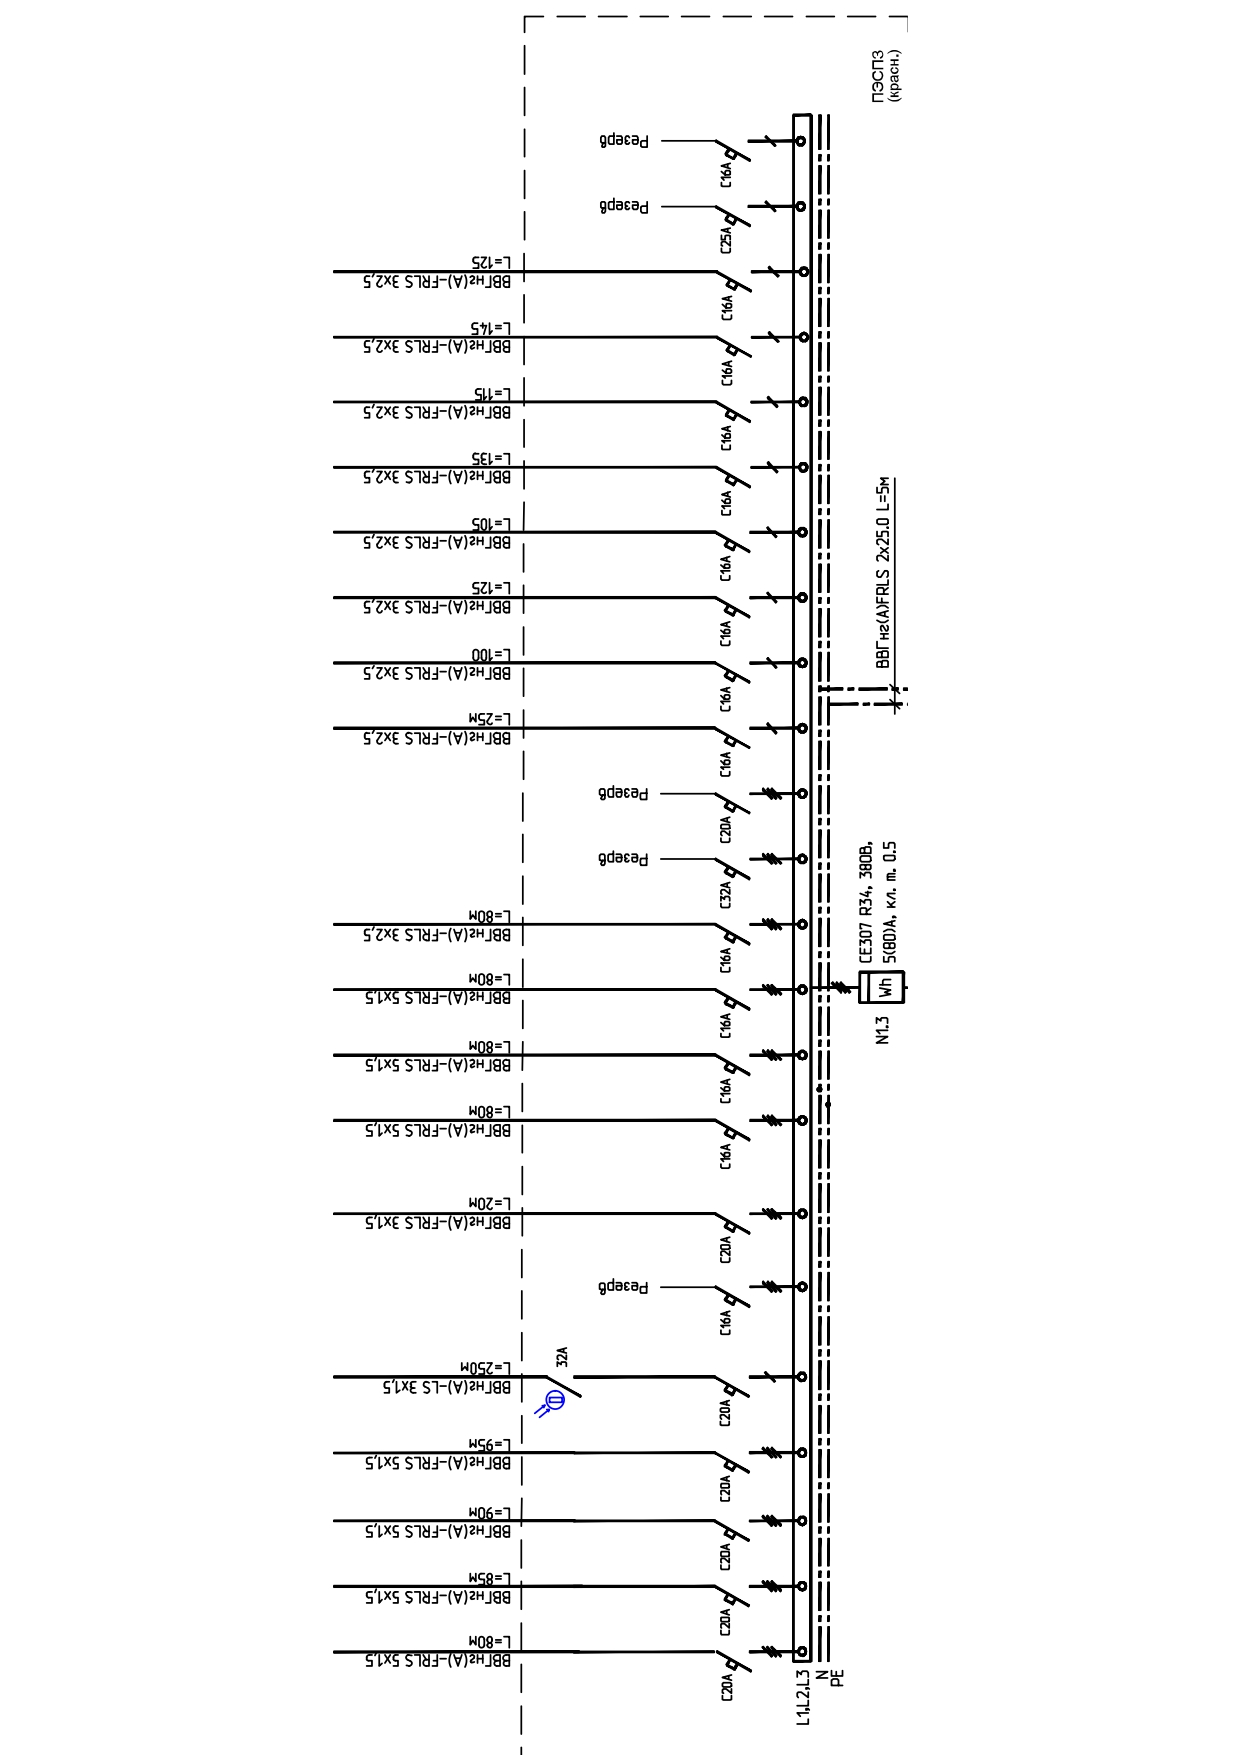 ПЭСПЗ
(красн.)
Резерв
C16A
Резерв
C25A
L=125
ВВГнг(А)-FRLS 3x2,5
C16A
L=145
ВВГнг(А)-FRLS 3x2,5
C16A
L=115
ВВГнг(А)-FRLS 3x2,5
C16A
L=135
ВВГнг(А)-FRLS 3x2,5
C16A
L=105
ВВГнг(А)-FRLS 3x2,5
C16A
L=125
ВВГнг(А)-FRLS 3x2,5
C16A
L=100
ВВГнг(А)-FRLS 3x2,5
C16A
ВВГнг(А)FRLS 2x25.0 L=5м
L=25м
ВВГнг(А)-FRLS 3x2,5
C16A
Резерв
C20A
Резерв
C32A
CE307 R34, 380В,
5(80)А, кл. т. 0.5
Wh
N1.3
L=80м
ВВГнг(А)-FRLS 3x2,5
C16A
L=80м
ВВГнг(А)-FRLS 5x1,5
C16A
L=80м
ВВГнг(А)-FRLS 5x1,5
C16A
L=80м
ВВГнг(А)-FRLS 5x1,5
C16A
L=20м
ВВГнг(А)-FRLS 3x1,5
C20A
Резерв
C16A
L=250м
ВВГнг(А)-LS 3x1,5
32A
C20A
L=95м
ВВГнг(А)-FRLS 5x1,5
C20A
L=90м
ВВГнг(А)-FRLS 5x1,5
C20A
L=85м
ВВГнг(А)-FRLS 5x1,5
C20A
L=80м
ВВГнг(А)-FRLS 5x1,5
C20A
L1,L2,L3
N
PE